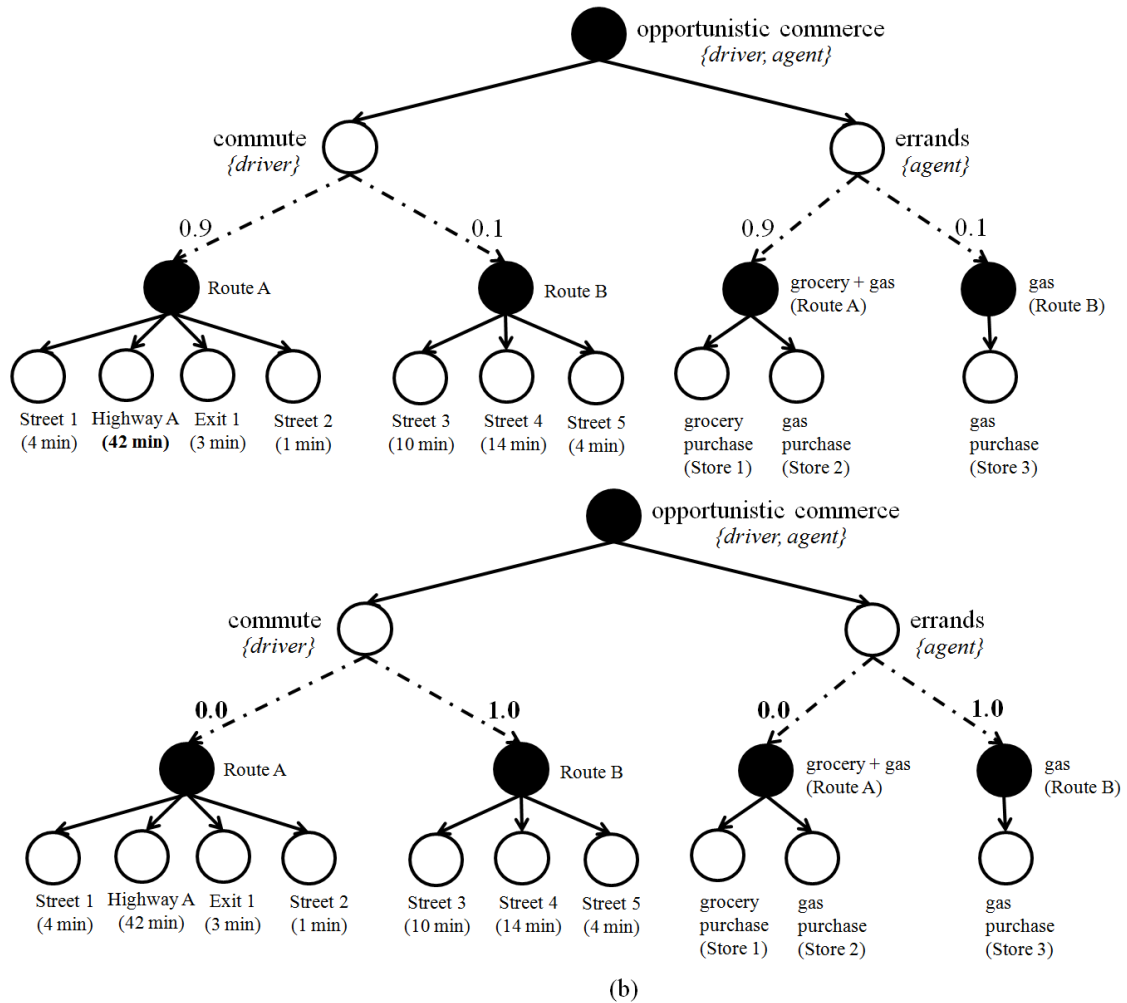 opportunistic commerce
{driver, agent}
commute
{driver}
errands
{agent}
0.9
0.1
0.9
0.1
Route A
Route B
grocery + gas
(Route A)
gas
(Route B)
Street 1
(4 min)
Highway A
(42 min)
Exit 1
(3 min)
Street 2
(1 min)
Street 3
(10 min)
Street 4
(14 min)
Street 5
(4 min)
grocery
purchase
(Store 1)
gas
purchase
(Store 2)
gas
purchase
(Store 3)
opportunistic commerce
{driver, agent}
commute
{driver}
errands
{agent}
0.0
1.0
0.0
1.0
Route A
Route B
grocery + gas
(Route A)
gas
(Route B)
Street 1
(4 min)
Highway A
(42 min)
Exit 1
(3 min)
Street 2
(1 min)
Street 3
(10 min)
Street 4
(14 min)
Street 5
(4 min)
grocery
purchase
(Store 1)
gas
purchase
(Store 2)
gas
purchase
(Store 3)
(b)